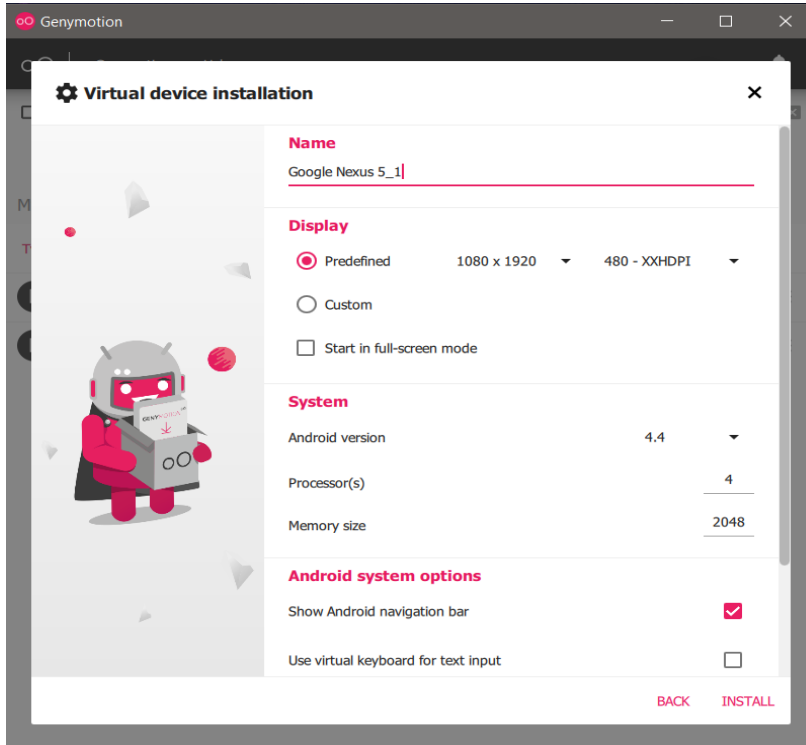 Genymotion
Virtual device installation
Name
Google Nexus 5_1
Display
Predefined 1080 x 1920 480 - XXHDPI
Custom
Start in full-screen mode
System
Android version 4.4
Processor(s) 4
Memory size 2048
Android system options
Show Android navigation bar
Use virtual keyboard for text input
BACK INSTALL
GENYMOTION